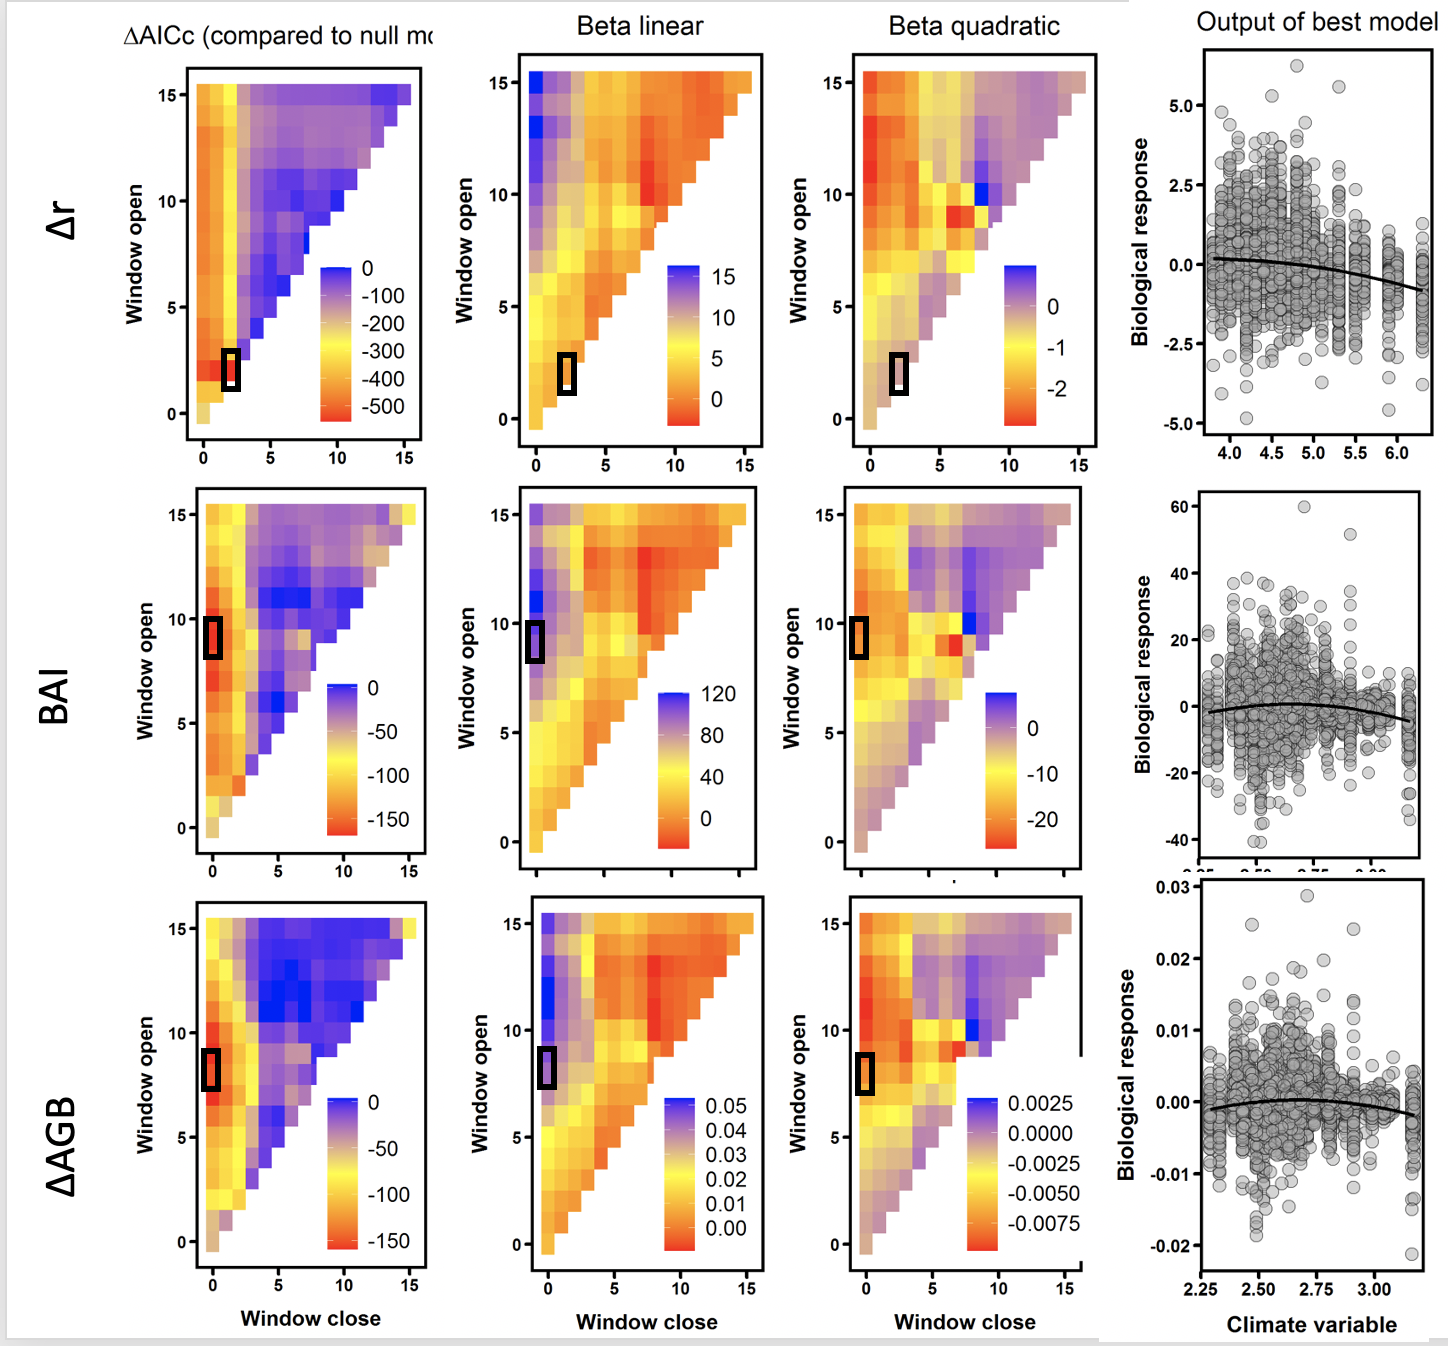 ΔAICc (compared to null mo
Beta linear
Beta quadratic
Output of best model
Δr
Window open
15
10
5
0
0
-100
-200
-300
-400
-500
0 5 10 15
Window open
15
10
5
0
15
10
5
0
0 5 10 15
Window open
15
10
5
0
0
-1
-2
0 5 10 15
Biological response
5.0
2.5
0.0
-2.5
-5.0
4.0 4.5 5.0 5.5 6.0
BAI
Window open
15
10
5
0
0
-50
-100
-150
0 5 10 15
Window open
15
10
5
0
120
80
40
0
Window open
15
10
5
0
0
-10
-20
Biological response
60
40
20
0
-20
-40
ΔAGB
Window open
15
10
5
0
0
-50
-100
-150
0 5 10 15
Window close
Window open
15
10
5
0
0.05
0.04
0.03
0.02
0.01
0.00
0 5 10 15
Window close
Window open
15
10
5
0
0.0025
0.0000
-0.0025
-0.0050
-0.0075
0 5 10 15
Window close
Biological response
0.03
0.02
0.01
0.00
-0.01
-0.02
2.25 2.50 2.75 3.00
Climate variable